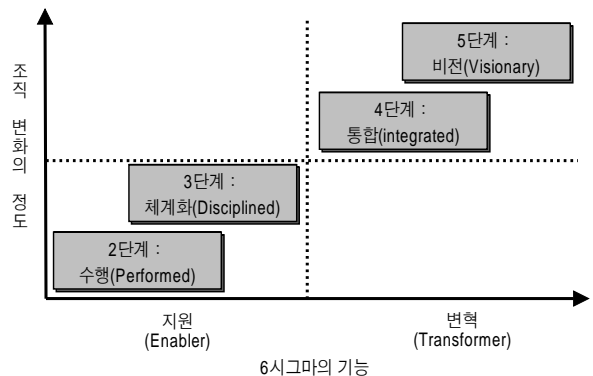 5단계 :
비전(Visionary)
4단계 :
통합(integrated)
3단계 :
체계화(Disciplined)
2단계 :
수행(Performed)
조직 변화의 정도
지원
(Enabler)
변혁
(Transformer)
6시그마의 기능